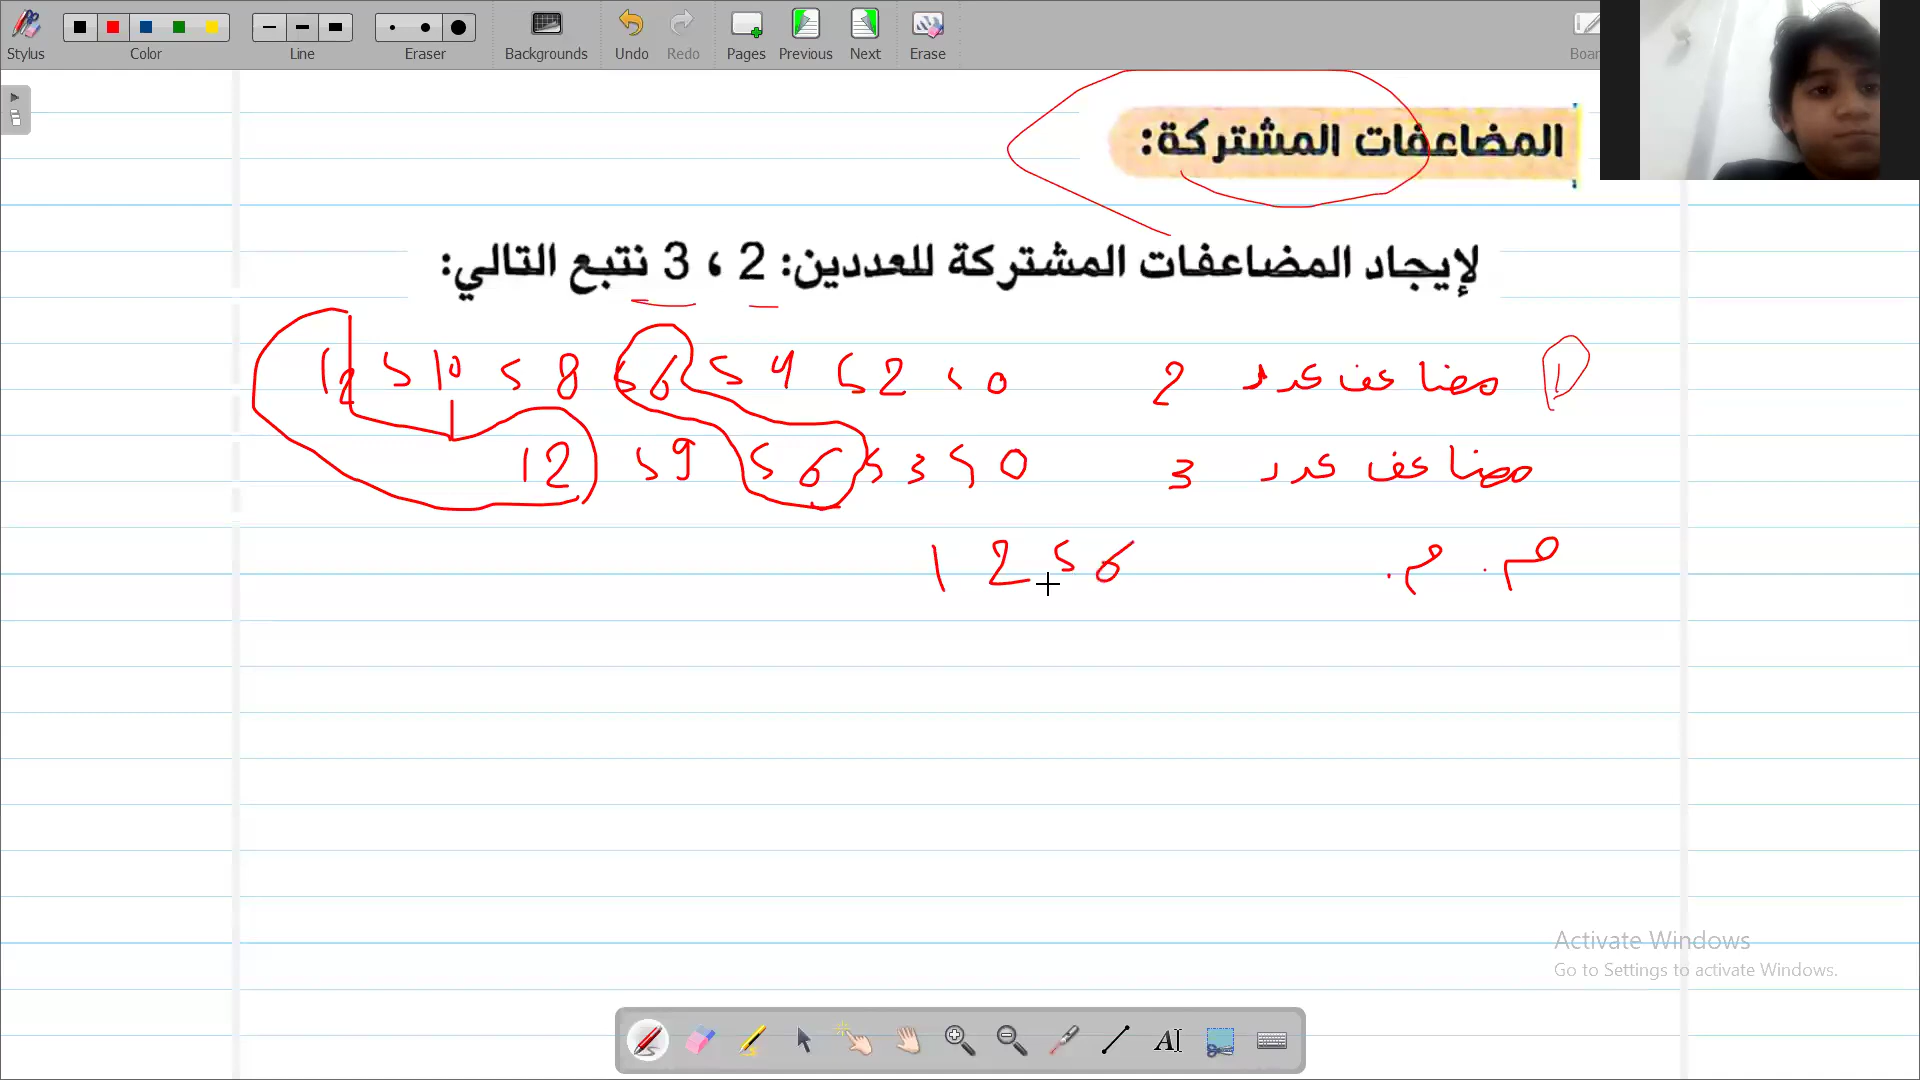 Stylus Color Line Eraser Backgrounds Undo Redo Pages Previous Next Erase
المضاعفات المشتركة:
لإيجاد المضاعفات المشتركة للعددين: 2 ، 3 نتبع التالي:
1 مضاعف عدد 2 0 , 2 , 4 , 6 , 8 , 10 , 12
مضاعف عدد 3 0 , 3 , 6 , 9 , 12
م . م . 6 , 12
Activate Windows
Go to Settings to activate Windows.